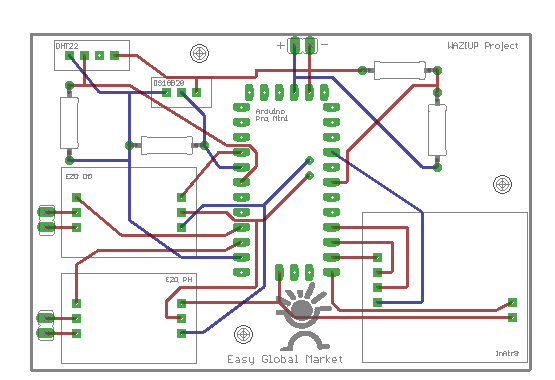 DHT22
+ -
WAZIUP Project
DS18B20
Arduino
Pro Mini
EZO DO
EZO PH
InAir9
Easy Global Market